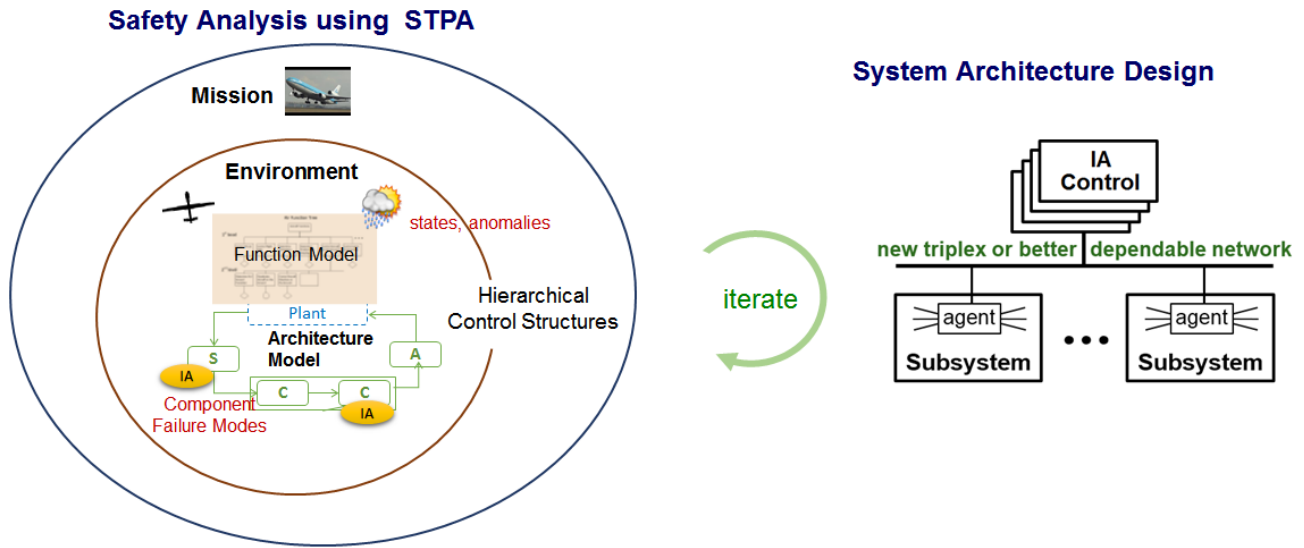 Safety Analysis using STPA
Mission
Environment
states, anomalies
Function Model
Plant
Hierarchical
Control Structures
Architecture
Model
S
A
IA
C
C
IA
Component
Failure Modes
iterate
System Architecture Design
IA
Control
new triplex or better dependable network
agent
agent
Subsystem
Subsystem